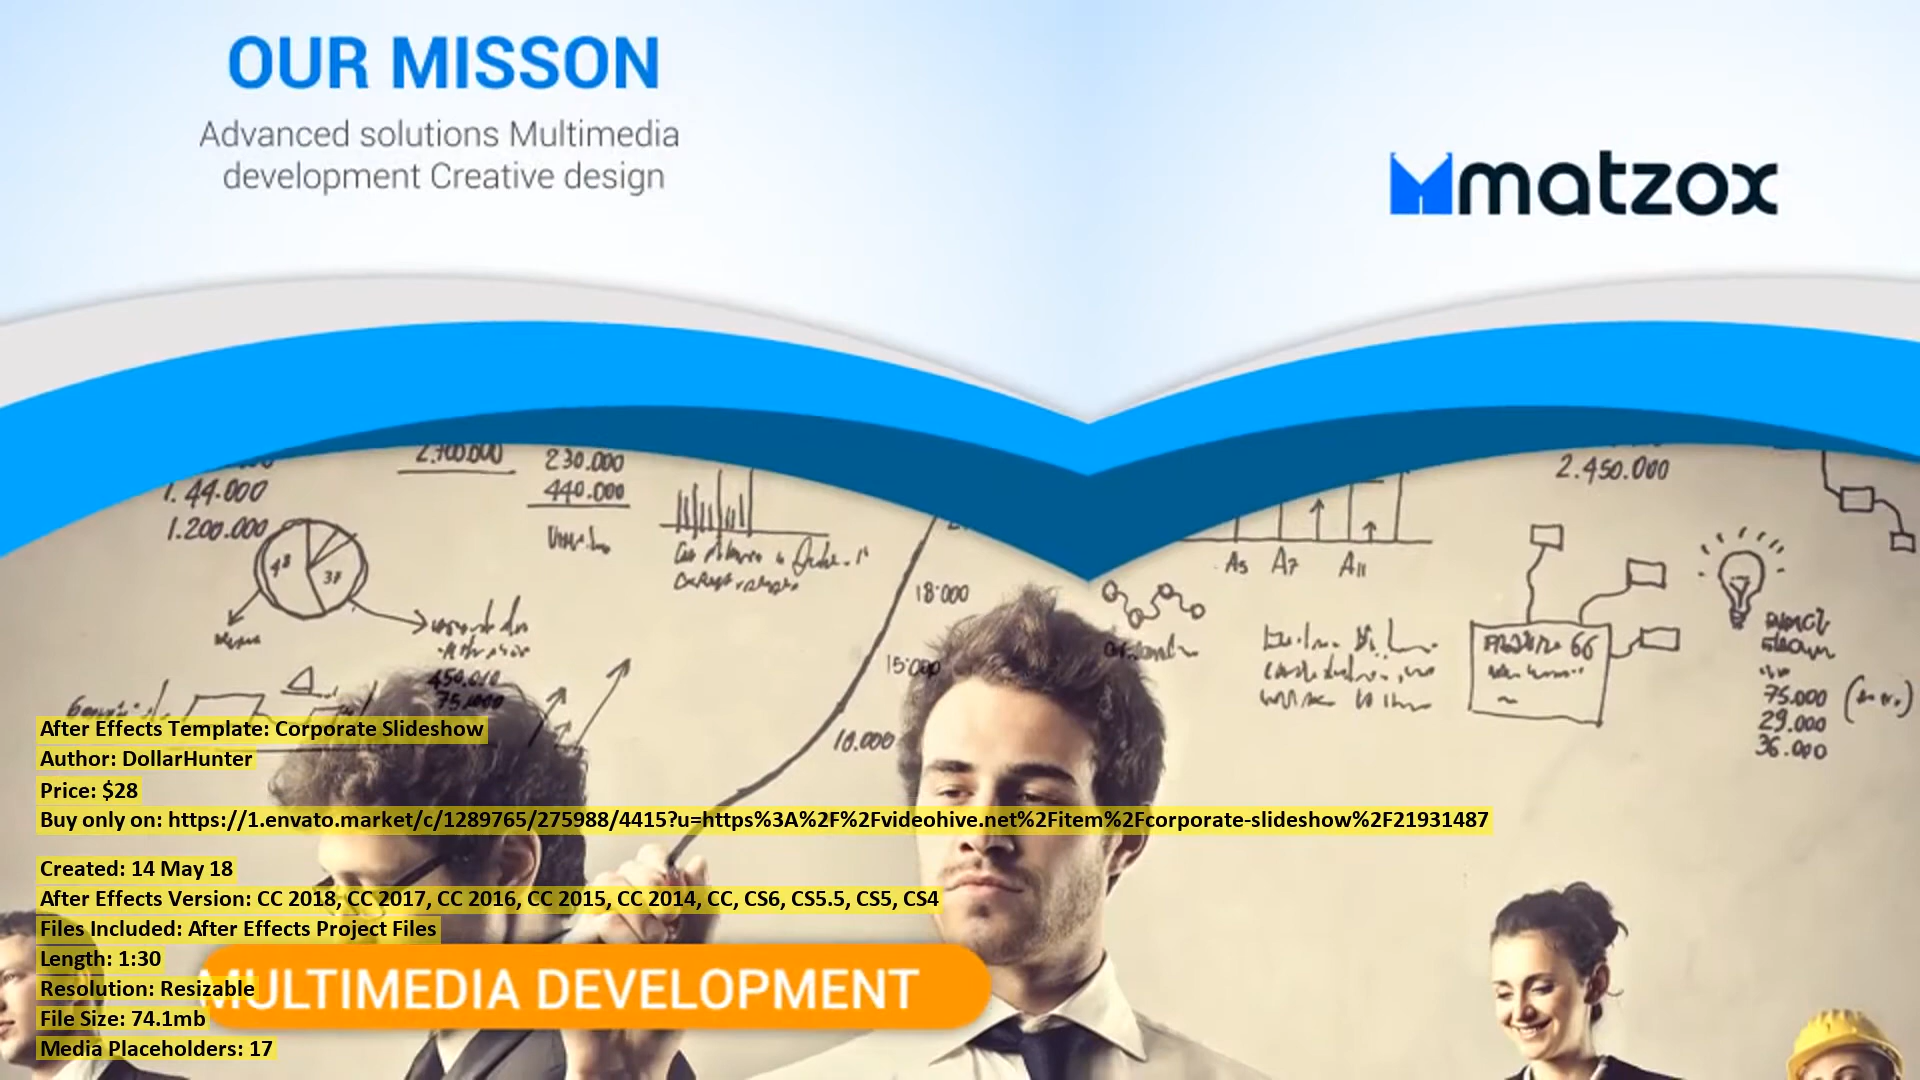 OUR MISSON
Advanced solutions Multimedia
development Creative design
matzox
230.000
2.450.000
1.44.000
440.000
1.200.000
A5 A7 A11
18'000
15'000
75.000
29.000
10.000
36.000
After Effects Template: Corporate Slideshow
Author: DollarHunter
Price: $28
Buy only on: https://1.envato.market/c/1289765/275988/4415?u=https%3A%2F%2Fvideohive.net%2Fitem%2Fcorporate-slideshow%2F21931487
Created: 14 May 18
After Effects Version: CC 2018, CC 2017, CC 2016, CC 2015, CC 2014, CC, CS6, CS5.5, CS5, CS4
Files Included: After Effects Project Files
Length: 1:30
Resolution: Resizable
MULTIMEDIA DEVELOPMENT
File Size: 74.1mb
Media Placeholders: 17